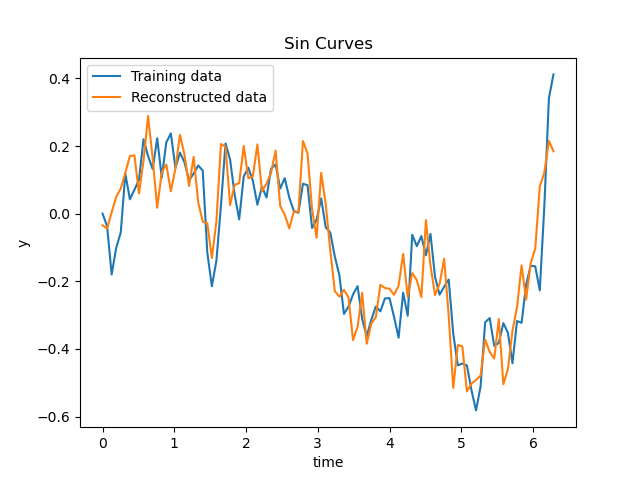 Sin Curves
Training data
Reconstructed data
0.4
0.2
0.0
−0.2
−0.4
−0.6
y
0 1 2 3 4 5 6
time